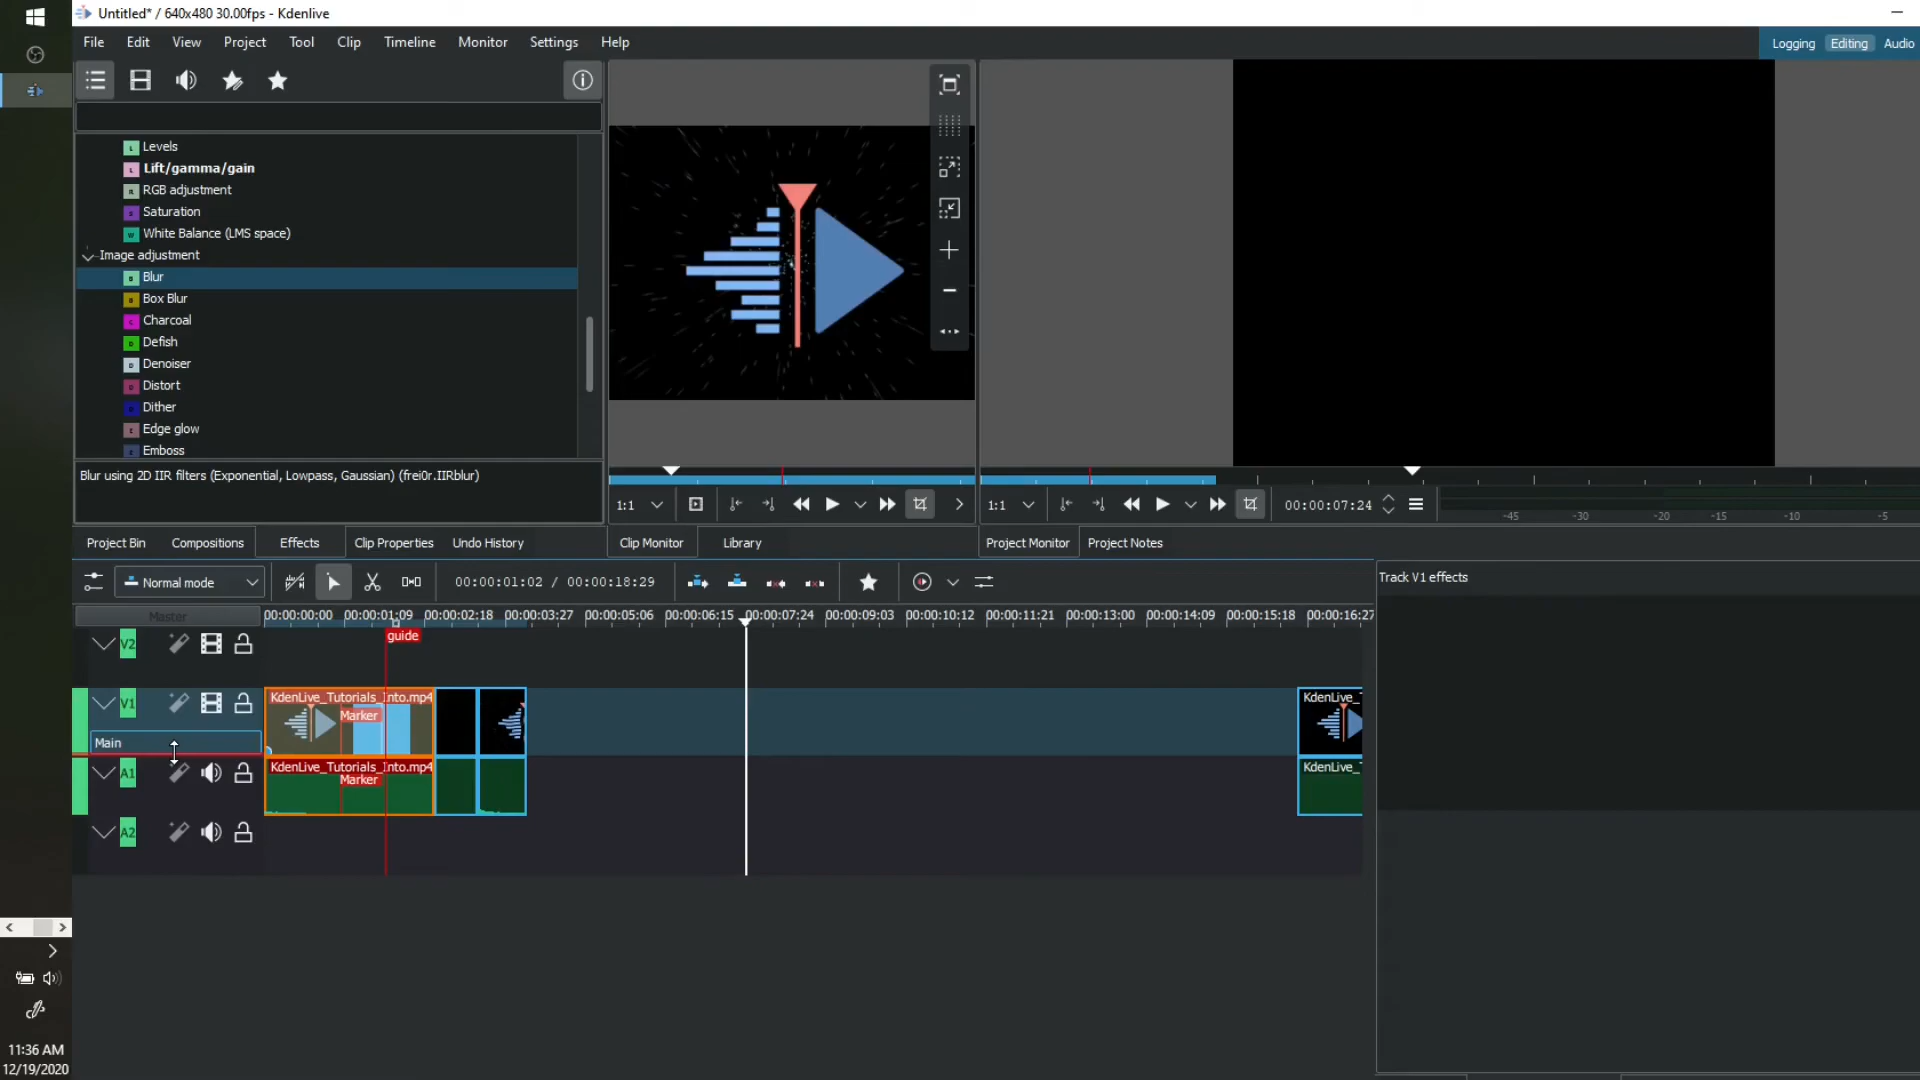 Untitled* / 640x480 30.00fps - Kdenlive
File Edit View Project Tool Clip Timeline Monitor Settings Help
Logging Editing Audio
Levels
Lift/gamma/gain
RGB adjustment
Saturation
White Balance (LMS space)
Image adjustment
Blur
Box Blur
Charcoal
Defish
Denoiser
Distort
Dither
Edge glow
Emboss
Blur using 2D IIR filters (Exponential, Lowpass, Gaussian) (frei0r.IIRblur)
1:1
1:1
00:00:07:24
-45 -30 -20 -15 -10 -5
Project Bin Compositions Effects Clip Properties Undo History
Clip Monitor Library
Project Monitor Project Notes
Normal mode
00:00:01:02 / 00:00:18:29
Track V1 effects
Master
00:00:00:00 00:00:01:09 00:00:02:18 00:00:03:27 00:00:05:06 00:00:06:15 00:00:07:24 00:00:09:03 00:00:10:12 00:00:11:21 00:00:13:00 00:00:14:09 00:00:15:18 00:00:16:27
guide
V2
V1
KdenLive_Tutorials_Into.mp4
Marker
KdenLive_
Main
A1
KdenLive_Tutorials_Into.mp4
Marker
KdenLive_
A2
11:36 AM
12/19/2020